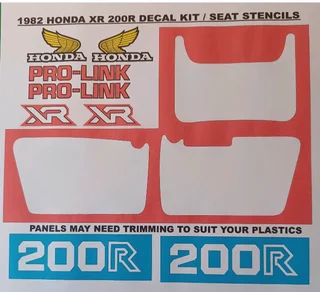 1982 HONDA XR 200R DECAL KIT / SEAT STENCILS
HONDA HONDA
PRO-LINK
PRO-LINK
XR XR
PANELS MAY NEED TRIMMING TO SUIT YOUR PLASTICS
200R 200R